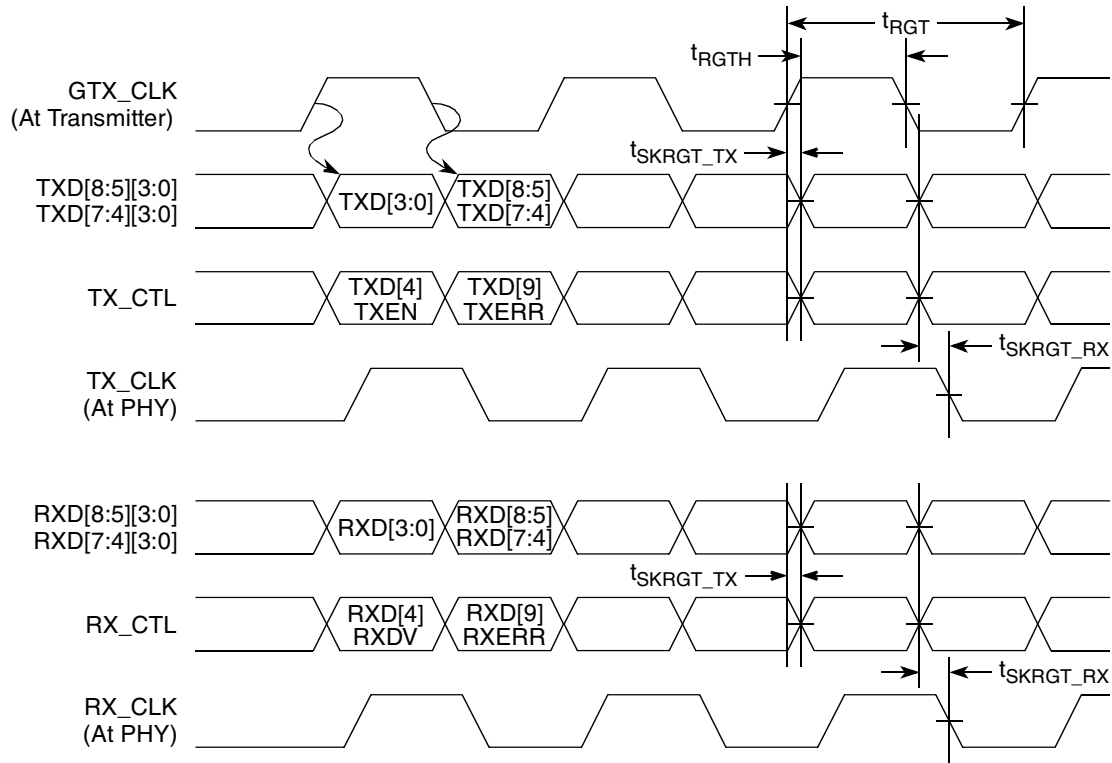 tRGT
tRGTH
GTX_CLK
(At Transmitter)
tSKRGT_TX
TXD[8:5][3:0]
TXD[7:4][3:0]
TXD[3:0]
TXD[8:5]
TXD[7:4]
TX_CTL
TXD[4]
TXEN
TXD[9]
TXERR
tSKRGT_RX
TX_CLK
(At PHY)
RXD[8:5][3:0]
RXD[7:4][3:0]
RXD[3:0]
RXD[8:5]
RXD[7:4]
tSKRGT_TX
RX_CTL
RXD[4]
RXDV
RXD[9]
RXERR
tSKRGT_RX
RX_CLK
(At PHY)